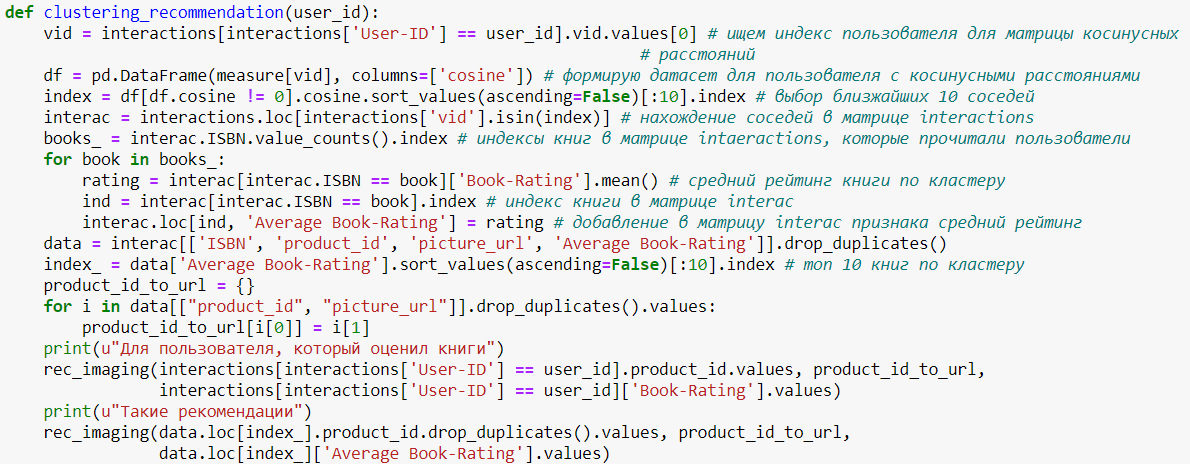 def clustering_recommendation(user_id):
    vid = interactions[interactions['User-ID'] == user_id].vid.values[0] # ищем индекс пользователя для матрицы косинусных
                                                                         # расстояний
    df = pd.DataFrame(measure[vid], columns=['cosine']) # формирую датасет для пользователя с косинусными расстояниями
    index = df[df.cosine != 0].cosine.sort_values(ascending=False)[:10].index # выбор ближайших 10 соседей
    interac = interactions.loc[interactions['vid'].isin(index)] # нахождение соседей в матрице interactions
    books_ = interac.ISBN.value_counts().index # индексы книг в матрице intaeractions, которые прочитали пользователи
    for book in books_:
        rating = interac[interac.ISBN == book]['Book-Rating'].mean() # средний рейтинг книги по кластеру
        ind = interac[interac.ISBN == book].index # индекс книги в матрице interac
        interac.loc[ind, 'Average Book-Rating'] = rating # добавление в матрицу interac признака средний рейтинг
    data = interac[['ISBN', 'product_id', 'picture_url', 'Average Book-Rating']].drop_duplicates()
    index_ = data['Average Book-Rating'].sort_values(ascending=False)[:10].index # топ 10 книг по кластеру
    product_id_to_url = {}
    for i in data[["product_id", "picture_url"]].drop_duplicates().values:
        product_id_to_url[i[0]] = i[1]
    print(u"Для пользователя, который оценил книги")
    rec_imaging(interactions[interactions['User-ID'] == user_id].product_id.values, product_id_to_url,
                interactions[interactions['User-ID'] == user_id]['Book-Rating'].values)
    print(u"Такие рекомендации")
    rec_imaging(data.loc[index_].product_id.drop_duplicates().values, product_id_to_url,
                data.loc[index_]['Average Book-Rating'].values)